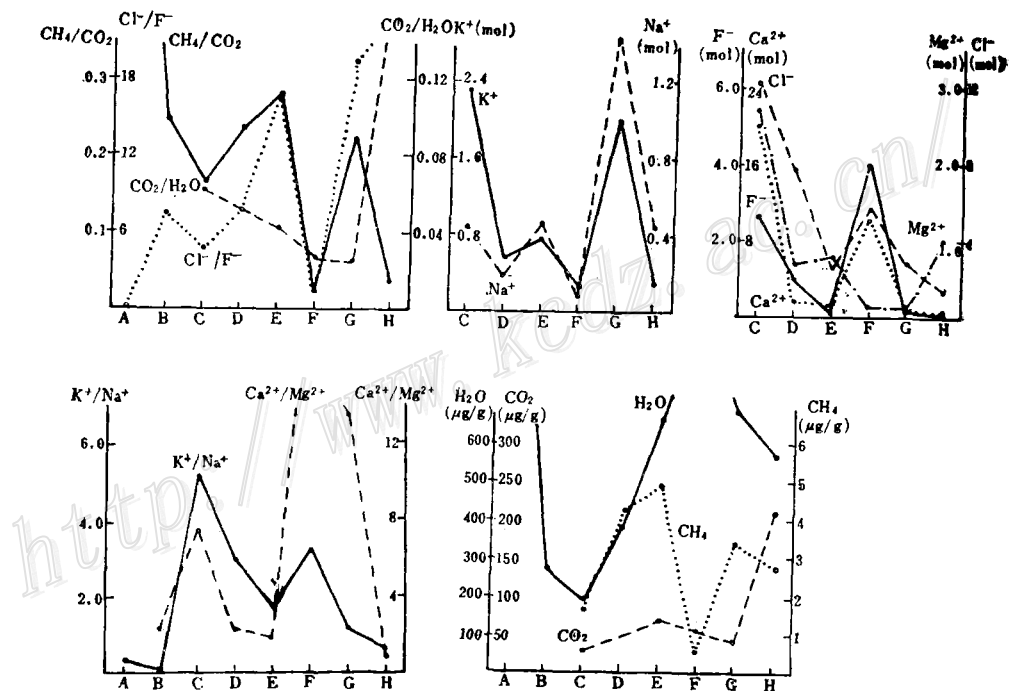 Cl⁻/F⁻
CH₄/CO₂
CH₄/CO₂
0.3
18
0.2
12
0.1
6
CO₂/H₂O
Cl⁻/F⁻
A B C D E F G H
CO₂/H₂O
0.12
0.08
0.04
K⁺(mol)
2.4
1.6
0.8
K⁺
Na⁺
Na⁺
(mol)
1.2
0.8
0.4
C D E F G H
F⁻ Ca²⁺
(mol) (mol)
6.0 24
4.0 16
2.0 8
Cl⁻
F⁻
Ca²⁺
Mg²⁺
Mg²⁺ Cl⁻
(mol) (mol)
3.0
2.0
C D E F G H
K⁺/Na⁺
6.0
4.0
2.0
K⁺/Na⁺
Ca²⁺/Mg²⁺
Ca²⁺/Mg²⁺
12
8
4
A B C D E F G H
H₂O CO₂
(μg/g) (μg/g)
600 300
500 250
400 200
300 150
200 100
100 50
H₂O
CH₄
CO₂
CH₄
(μg/g)
6
5
4
3
2
1
A B C D E F G H
http://www.kcdz.ac.cn/